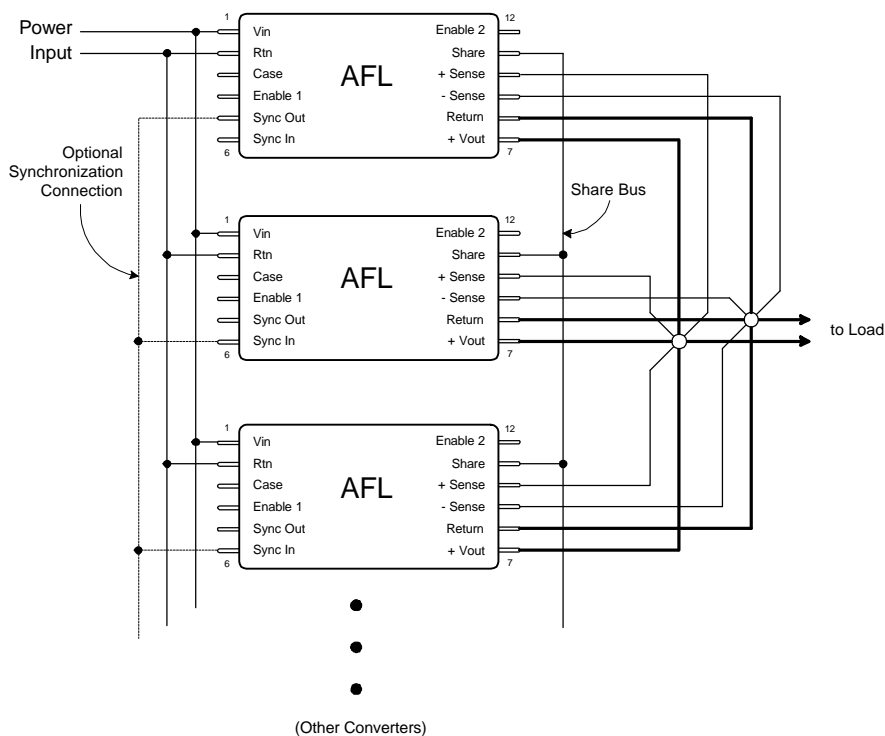 Power
Input
1
Vin
Rtn
Case
Enable 1
Sync Out
Sync In
6
AFL
12
Enable 2
Share
+ Sense
- Sense
Return
+ Vout
7
Optional
Synchronization
Connection
Share Bus
1
Vin
Rtn
Case
Enable 1
Sync Out
Sync In
6
AFL
12
Enable 2
Share
+ Sense
- Sense
Return
+ Vout
7
to Load
1
Vin
Rtn
Case
Enable 1
Sync Out
Sync In
6
AFL
12
Enable 2
Share
+ Sense
- Sense
Return
+ Vout
7
(Other Converters)